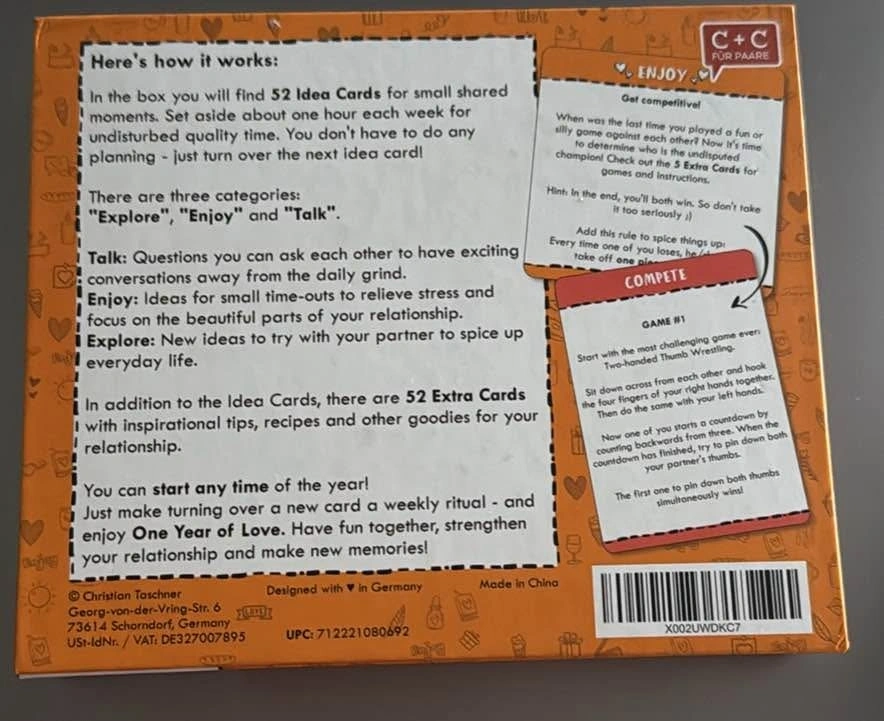 Here's how it works:
In the box you will find 52 Idea Cards for small shared
moments. Set aside about one hour each week for
undisturbed quality time. You don't have to do any
planning - just turn over the next idea card!
There are three categories:
"Explore", "Enjoy" and "Talk".
Talk: Questions you can ask each other to have exciting
conversations away from the daily grind.
Enjoy: Ideas for small time-outs to relieve stress and
focus on the beautiful parts of your relationship.
Explore: New ideas to try with your partner to spice up
everyday life.
In addition to the Idea Cards, there are 52 Extra Cards
with inspirational tips, recipes and other goodies for your
relationship.
You can start any time of the year!
Just make turning over a new card a weekly ritual - and
enjoy One Year of Love. Have fun together, strengthen
your relationship and make new memories!
© Christian Taschner
Georg-von-der-Vring-Str. 6
73614 Schorndorf, Germany
USt-IdNr. / VAT: DE327007895
Designed with ♥ in Germany
UPC: 712221080692
Made in China
C + C
FÜR PAARE
ENJOY
Get competitive!
When was the last time you played a fun or
silly game against each other? Now it's time
to determine who is the undisputed
champion! Check out the 5 Extra Cards for
games and instructions.
Hint: In the end, you'll both win. So don't take
it too seriously ;)
Add this rule to spice things up:
Every time one of you loses,
take off one
COMPETE
GAME #1
Start with the most challenging game ever:
Two-handed Thumb Wrestling.
Sit down across from each other and hook
the four fingers of your right hands together.
Then do the same with your left hands.
Now one of you starts a countdown by
counting backwards from three. When the
countdown has finished, try to pin down both
your partner's thumbs.
The first one to pin down both thumbs
simultaneously wins!
X002UWDKC7
LOVE